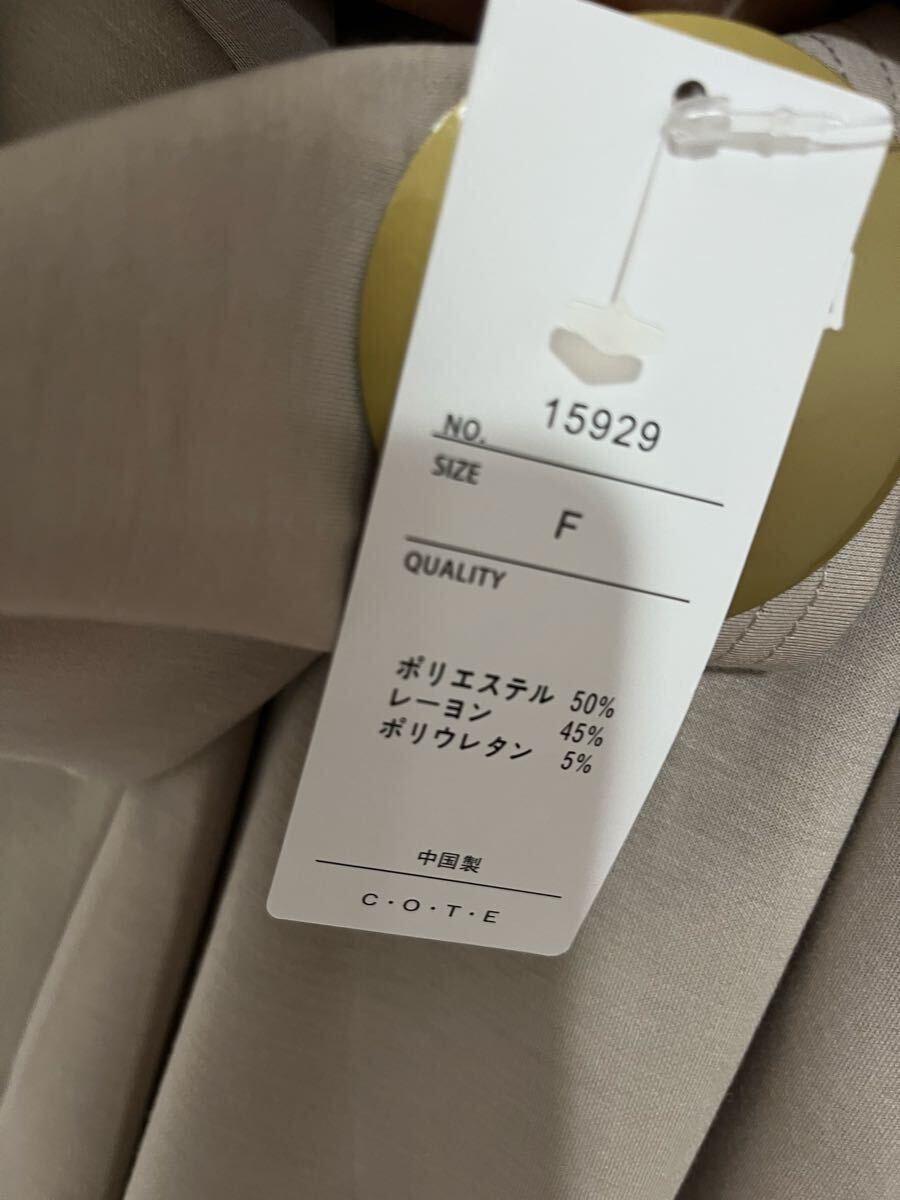 NO. 15929
SIZE
F
QUALITY
ポリエステル 50%
レーヨン 45%
ポリウレタン 5%
中国製
C・O・T・E